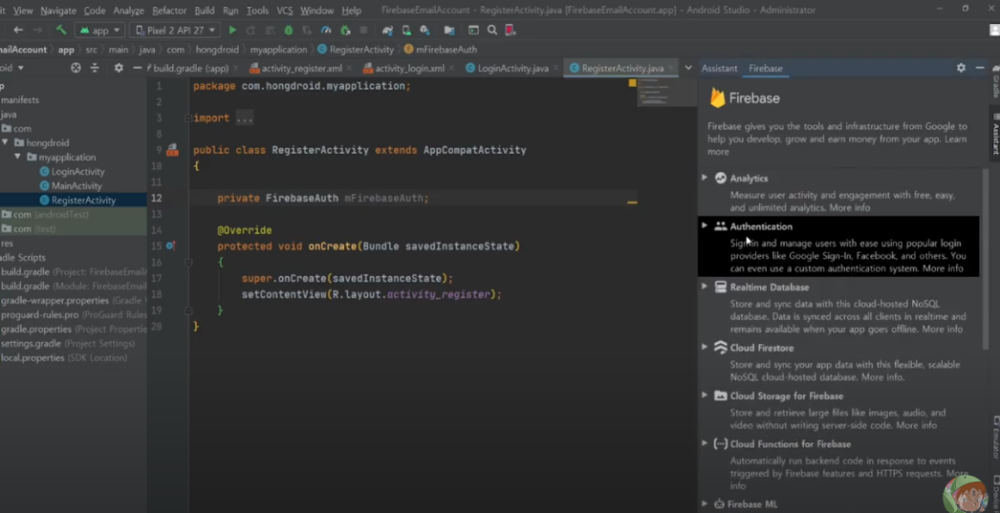 View Navigate Code Analyze Refactor Build Run Tools VCS Window Help FirebaseEmailAccount - RegisterActivity.java [FirebaseEmailAccount.app] - Android Studio - Administrator
app Pixel 2 API 27
app src main java com hongdroid myapplication RegisterActivity mFirebaseAuth
build.gradle (:app) activity_register.xml activity_login.xml LoginActivity.java RegisterActivity.java Assistant Firebase
manifests
java
com
hongdroid
myapplication
LoginActivity
MainActivity
RegisterActivity
com (androidTest)
com (test)
res
Scripts
build.gradle (Project: FirebaseEmail
build.gradle (Module: FirebaseEmail
gradle-wrapper.properties (Gradle
proguard-rules.pro (ProGuard Rules
gradle.properties (Project Propertie
settings.gradle (Project Settings)
local.properties (SDK Location)
1 package com.hongdroid.myapplication;
2
3 import ...
8
9 public class RegisterActivity extends AppCompatActivity
10 {
11
12 private FirebaseAuth mFirebaseAuth;
13
14 @Override
15 protected void onCreate(Bundle savedInstanceState)
16 {
17 super.onCreate(savedInstanceState);
18 setContentView(R.layout.activity_register);
19 }
20 }
Firebase
Firebase gives you the tools and infrastructure from Google to
help you develop, grow and earn money from your app. Learn
more
Analytics
Measure user activity and engagement with free, easy,
and unlimited analytics. More info
Authentication
Sign in and manage users with ease using popular login
providers like Google Sign-In, Facebook, and others. You
can even use a custom authentication system. More info
Realtime Database
Store and sync data with this cloud-hosted NoSQL
database. Data is synced across all clients in realtime and
remains available when your app goes offline. More info
Cloud Firestore
Store and sync your app data with this flexible, scalable
NoSQL cloud-hosted database. More info.
Cloud Storage for Firebase
Store and retrieve large files like images, audio, and
video without writing server-side code. More info
Cloud Functions for Firebase
Automatically run backend code in response to events
triggered by Firebase features and HTTPS requests. More
info
Firebase ML
Gradle
Assistant
Emulator